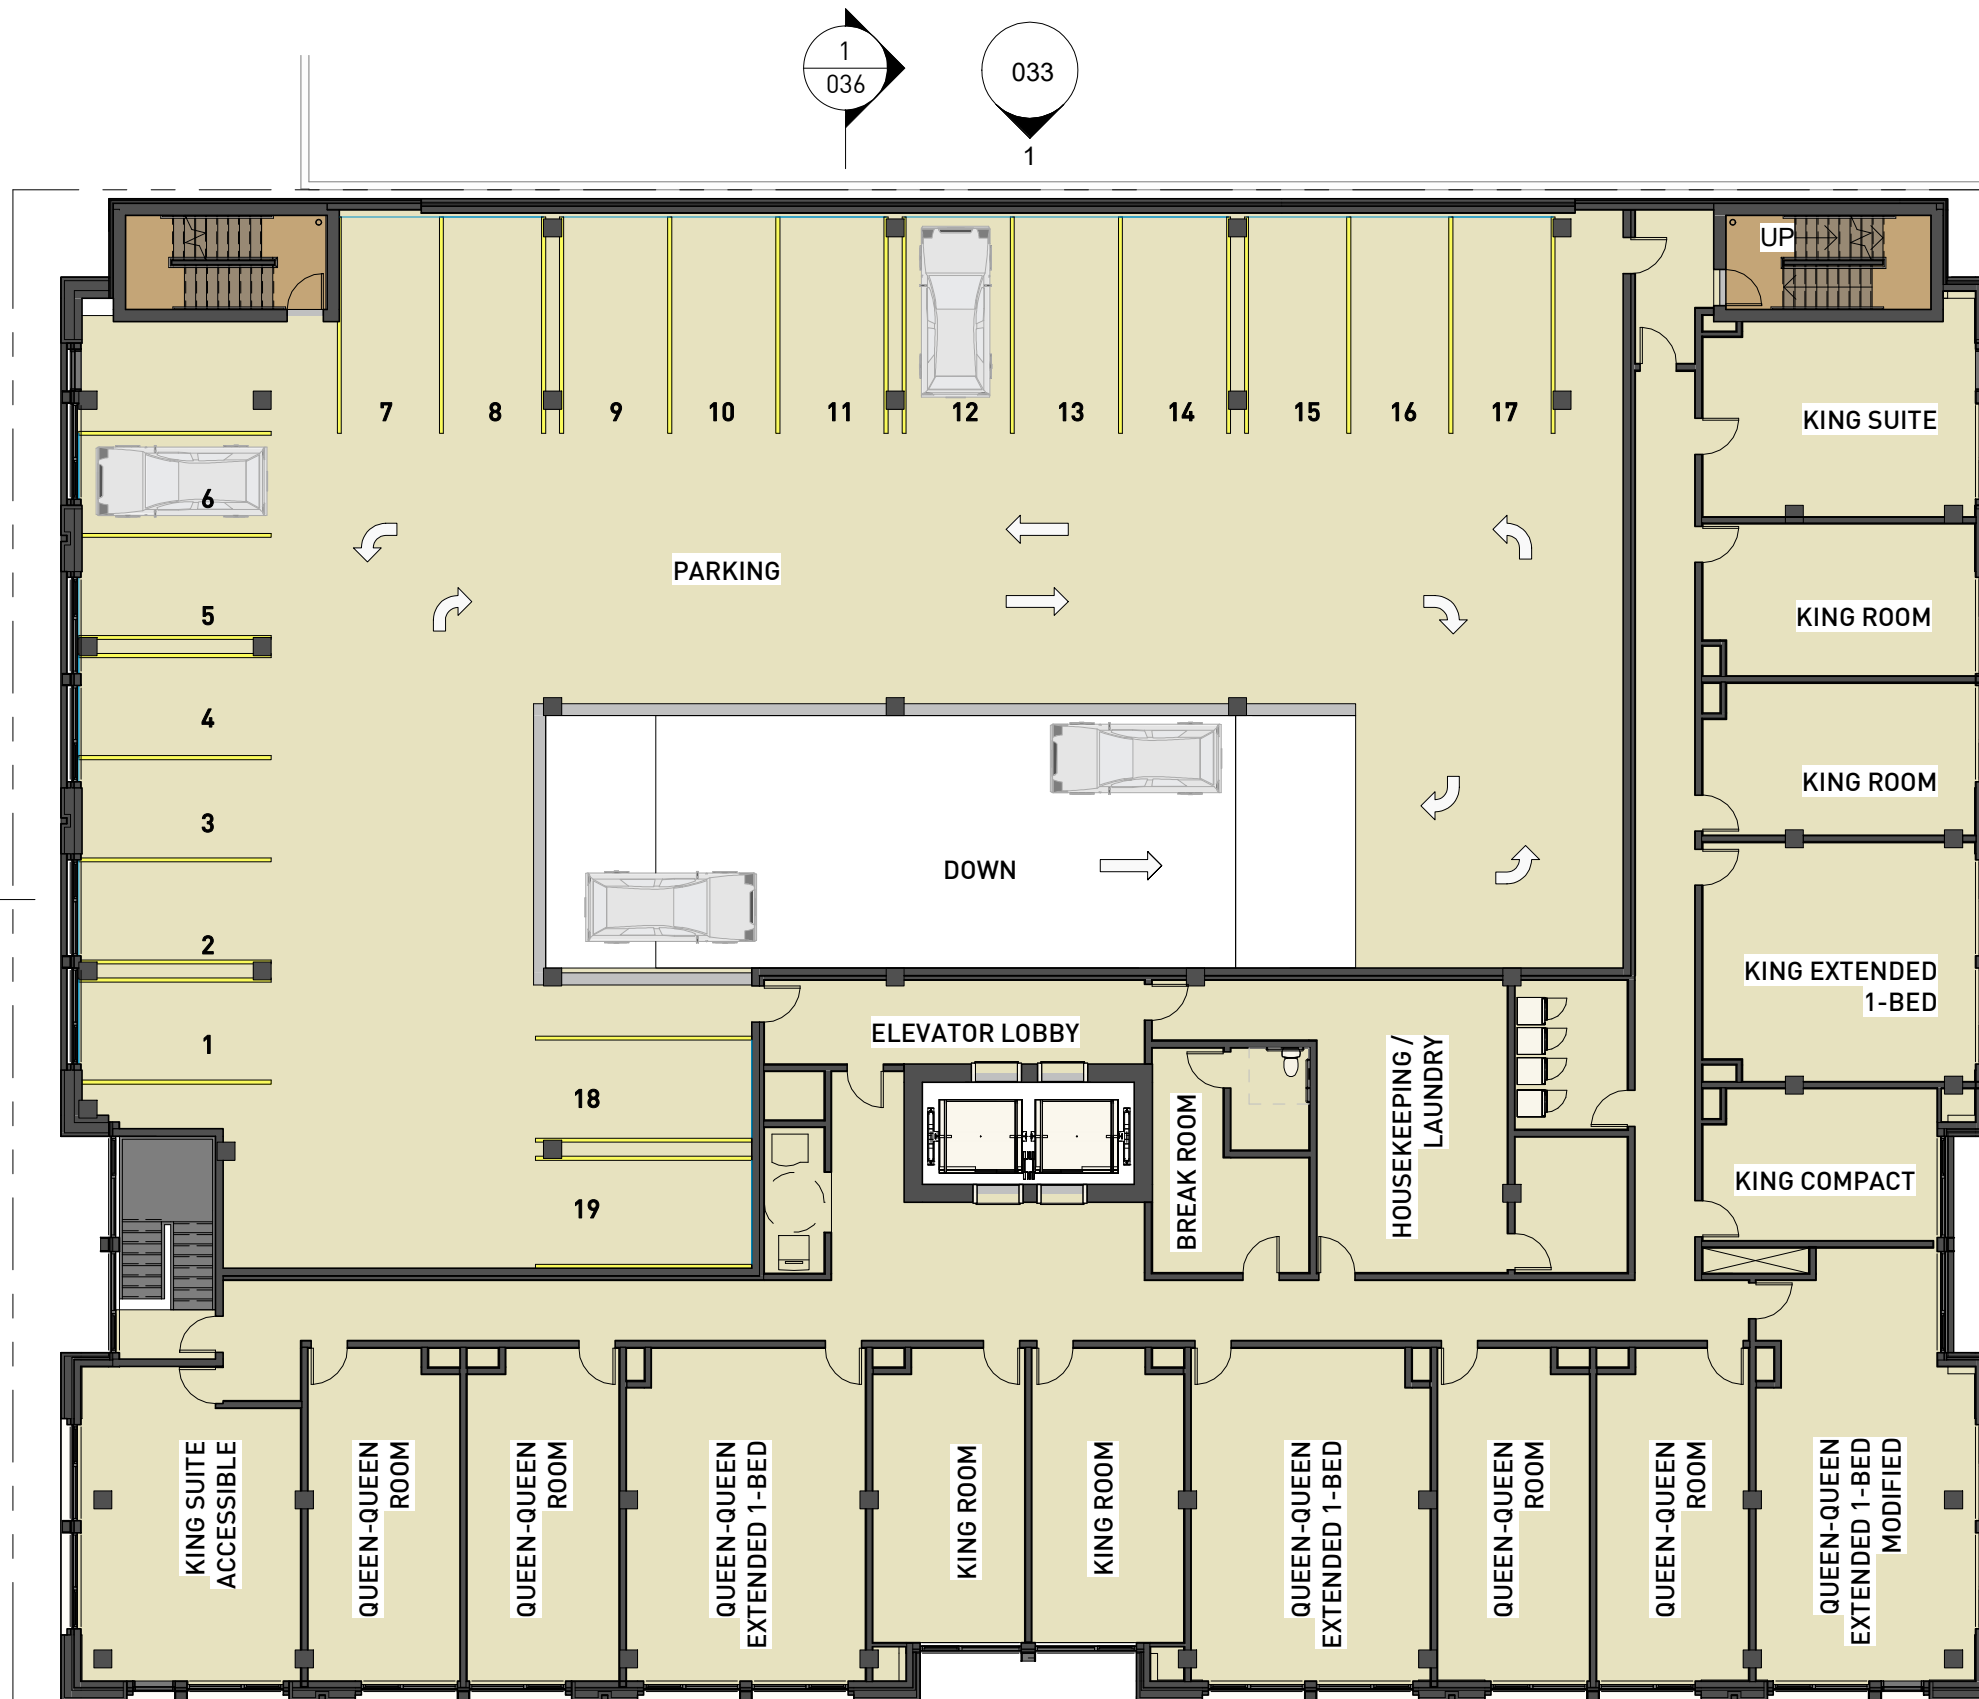 1
036
033
1
UP
7
8
9
10
11
12
13
14
15
16
17
KING SUITE
6
PARKING
5
KING ROOM
4
KING ROOM
3
DOWN
2
KING EXTENDED
1-BED
1
ELEVATOR LOBBY
18
BREAK ROOM
HOUSEKEEPING /
LAUNDRY
KING COMPACT
19
KING SUITE
ACCESSIBLE
QUEEN-QUEEN
ROOM
QUEEN-QUEEN
ROOM
QUEEN-QUEEN
EXTENDED 1-BED
KING ROOM
KING ROOM
QUEEN-QUEEN
EXTENDED 1-BED
QUEEN-QUEEN
ROOM
QUEEN-QUEEN
ROOM
QUEEN-QUEEN
EXTENDED 1-BED
MODIFIED